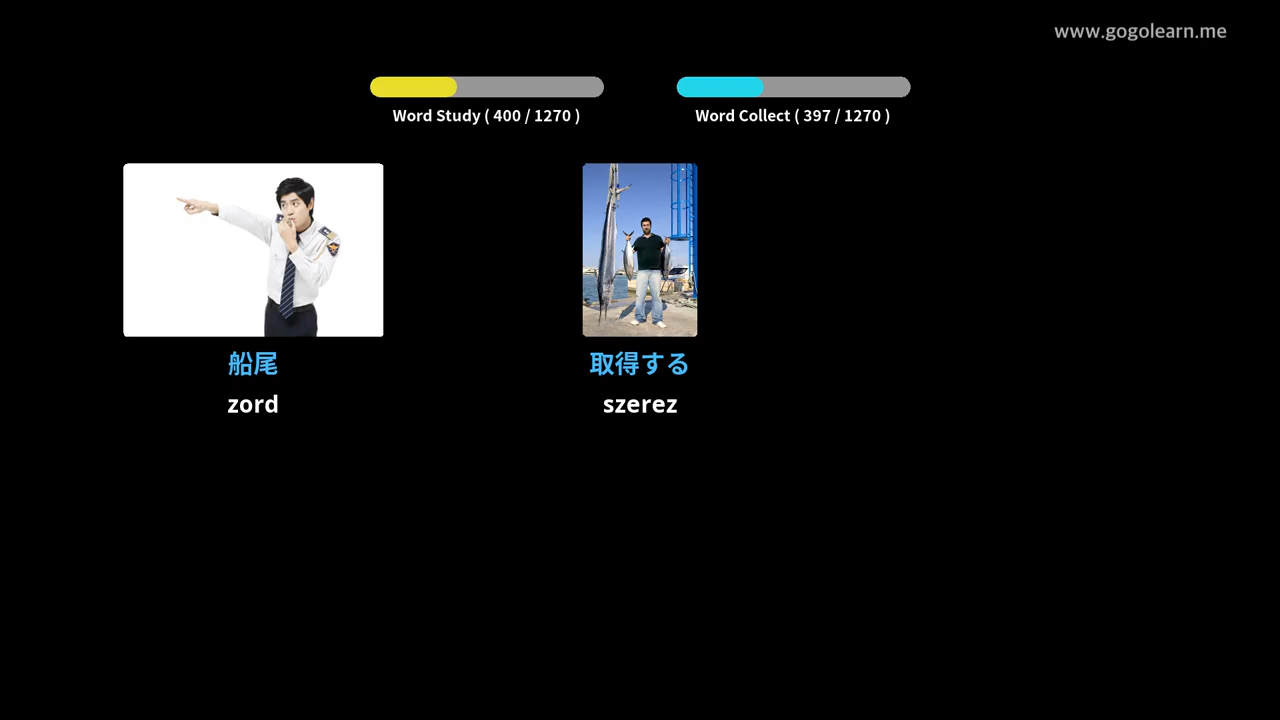 www.gogolearn.me
Word Study ( 400 / 1270 )
Word Collect ( 397 / 1270 )
船尾
zord
取得する
szerez